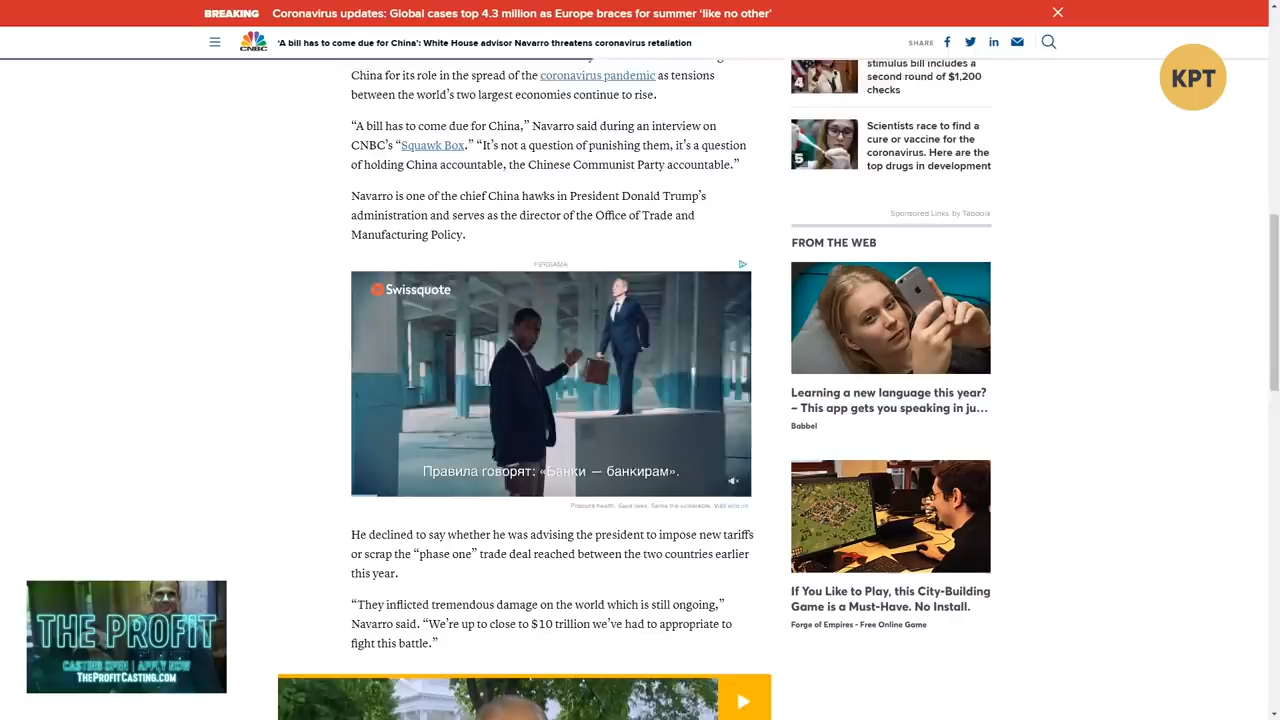 BREAKING Coronavirus updates: Global cases top 4.3 million as Europe braces for summer ‘like no other’
CNBC
‘A bill has to come due for China’: White House advisor Navarro threatens coronavirus retaliation
SHARE
KPT
China for its role in the spread of the coronavirus pandemic as tensions
between the world’s two largest economies continue to rise.
“A bill has to come due for China,” Navarro said during an interview on
CNBC’s “Squawk Box.” “It’s not a question of punishing them, it’s a question
of holding China accountable, the Chinese Communist Party accountable.”
Navarro is one of the chief China hawks in President Donald Trump’s
administration and serves as the director of the Office of Trade and
Manufacturing Policy.
Swissquote
Правила говорят: «Банки — банкирам».
He declined to say whether he was advising the president to impose new tariffs
or scrap the “phase one” trade deal reached between the two countries earlier
this year.
“They inflicted tremendous damage on the world which is still ongoing,”
Navarro said. “We’re up to close to $10 trillion we’ve had to appropriate to
fight this battle.”
THE PROFIT
CASTING OPEN | APPLY NOW
THEPROFITCASTING.COM
4
stimulus bill includes a
second round of $1,200
checks
5
Scientists race to find a
cure or vaccine for the
coronavirus. Here are the
top drugs in development
Sponsored Links by Taboola
FROM THE WEB
Learning a new language this year?
– This app gets you speaking in ju…
Babbel
If You Like to Play, this City-Building
Game is a Must-Have. No Install.
Forge of Empires - Free Online Game